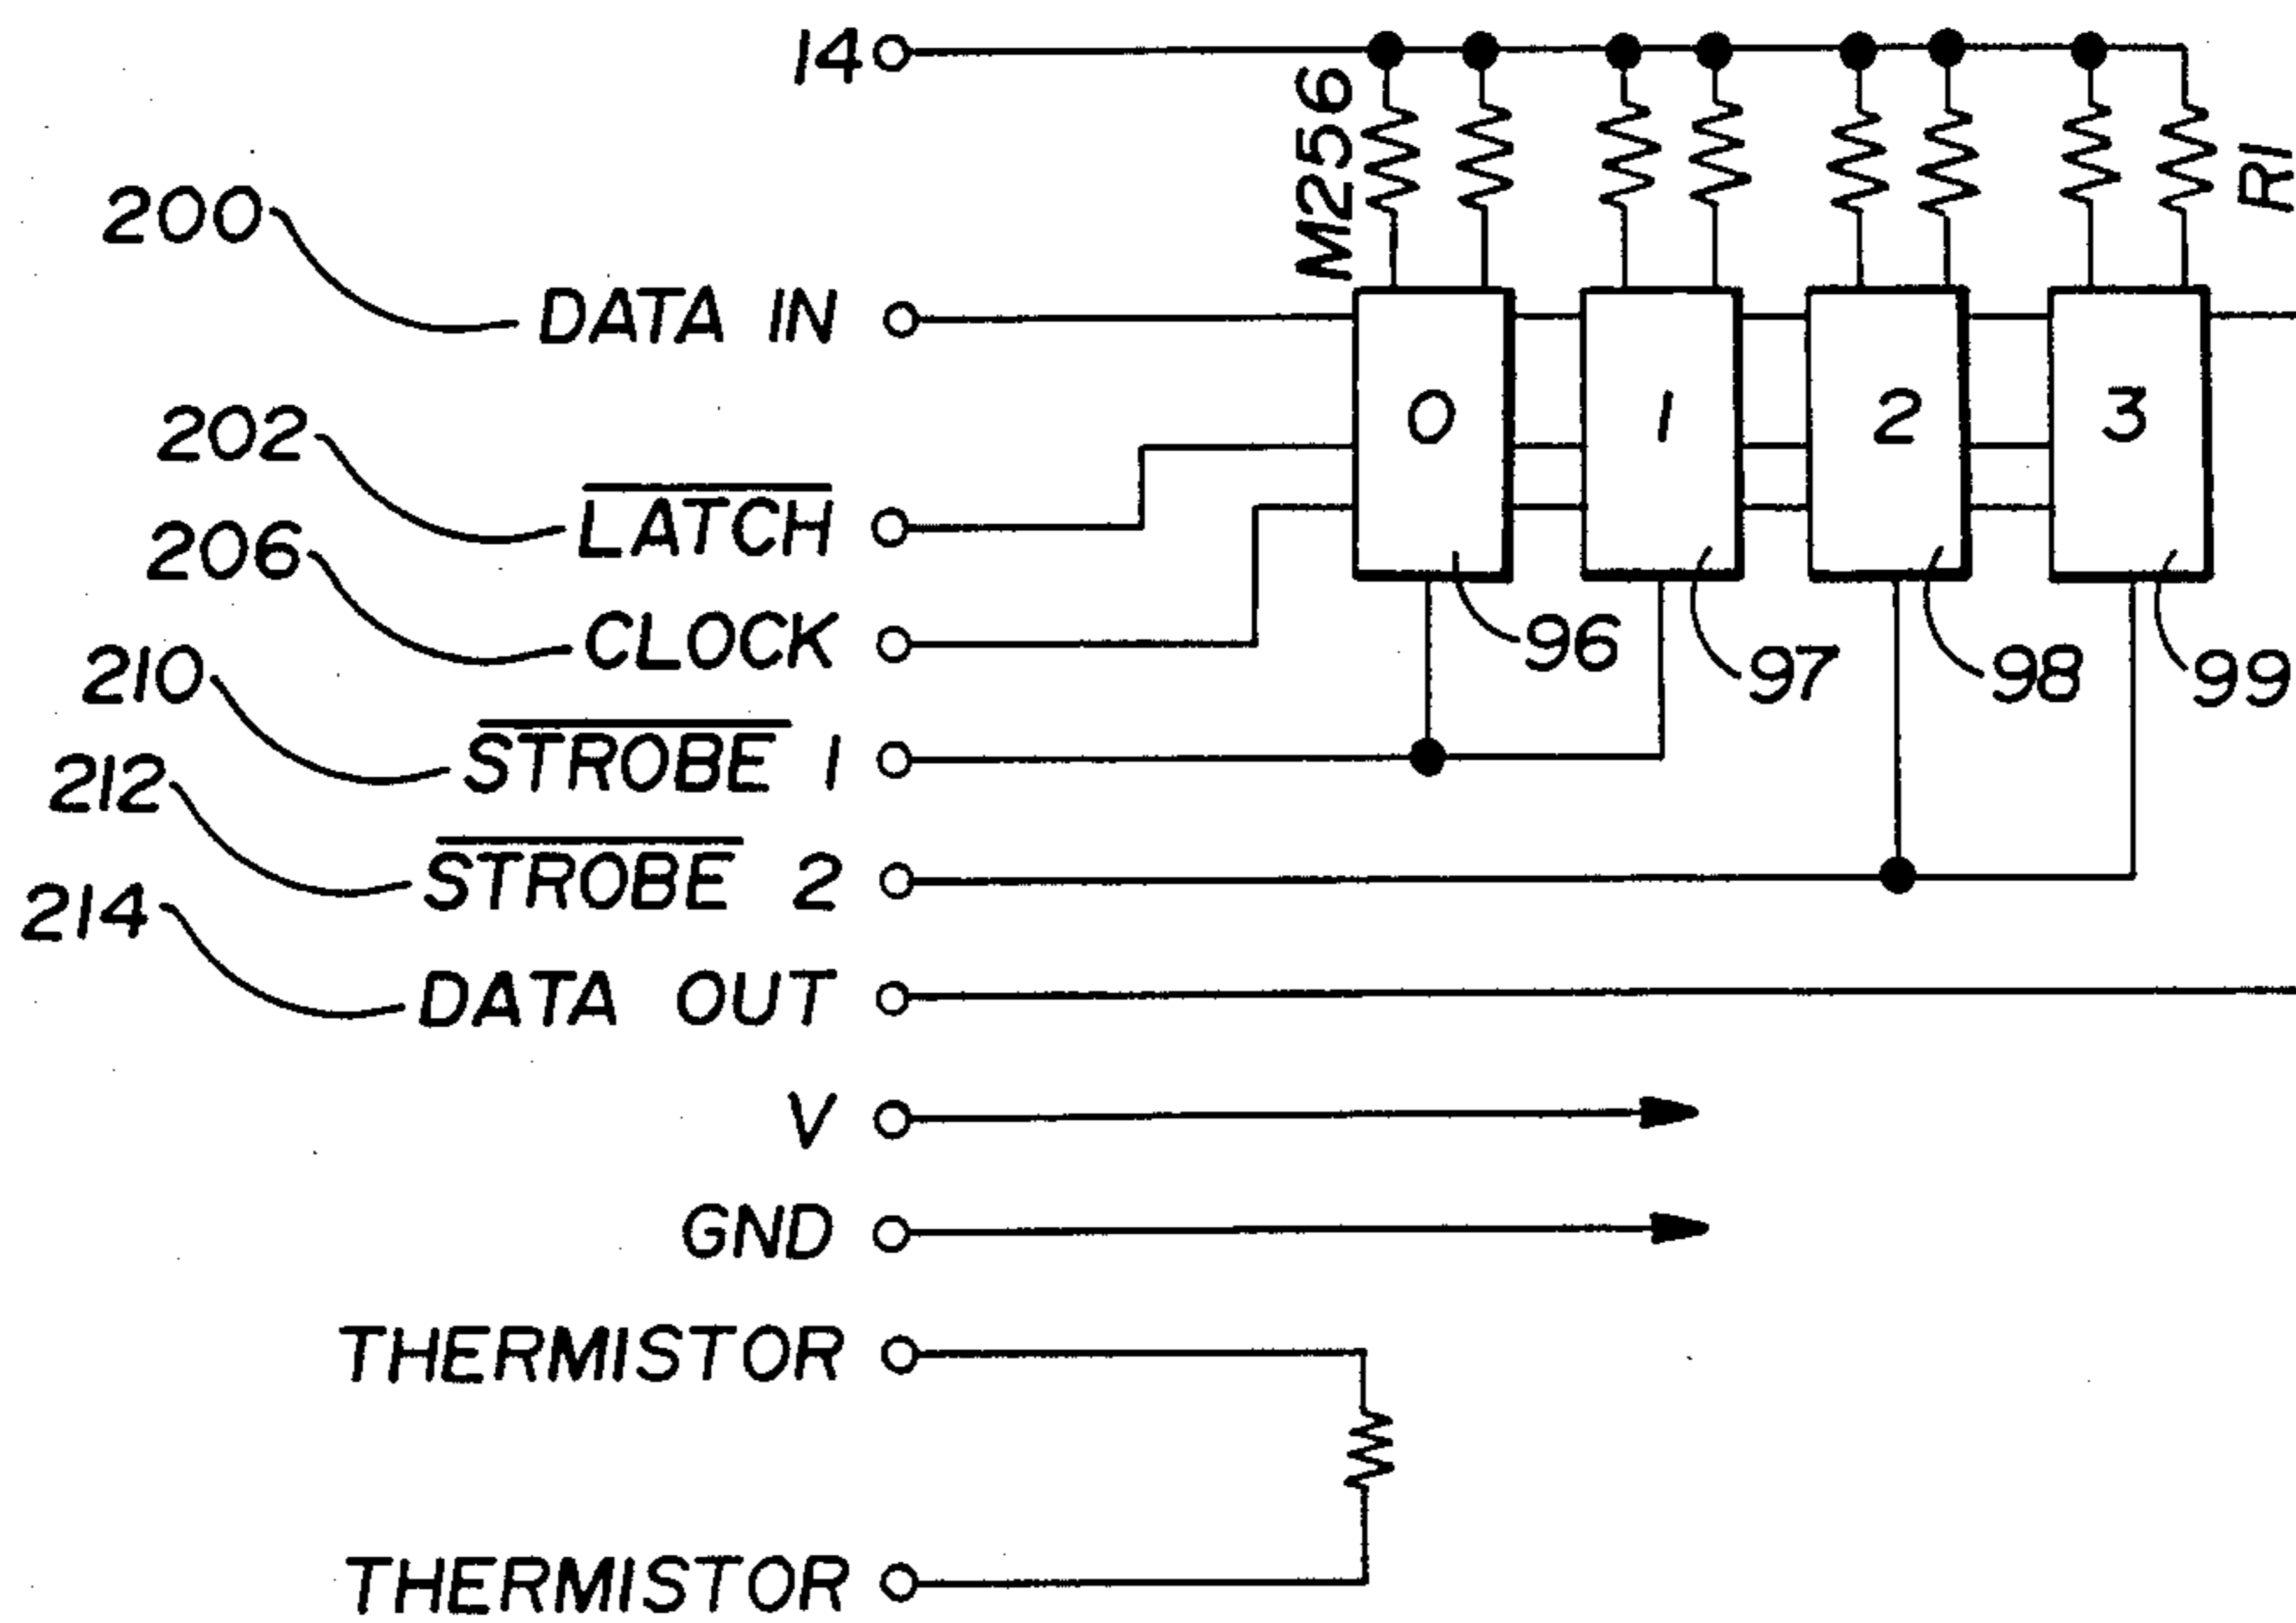 14
M256
R1
200
DATA IN
0 1 2 3
202
LATCH
206
CLOCK
96 97 98 99
210
STROBE 1
212
STROBE 2
214
DATA OUT
V
GND
THERMISTOR
THERMISTOR